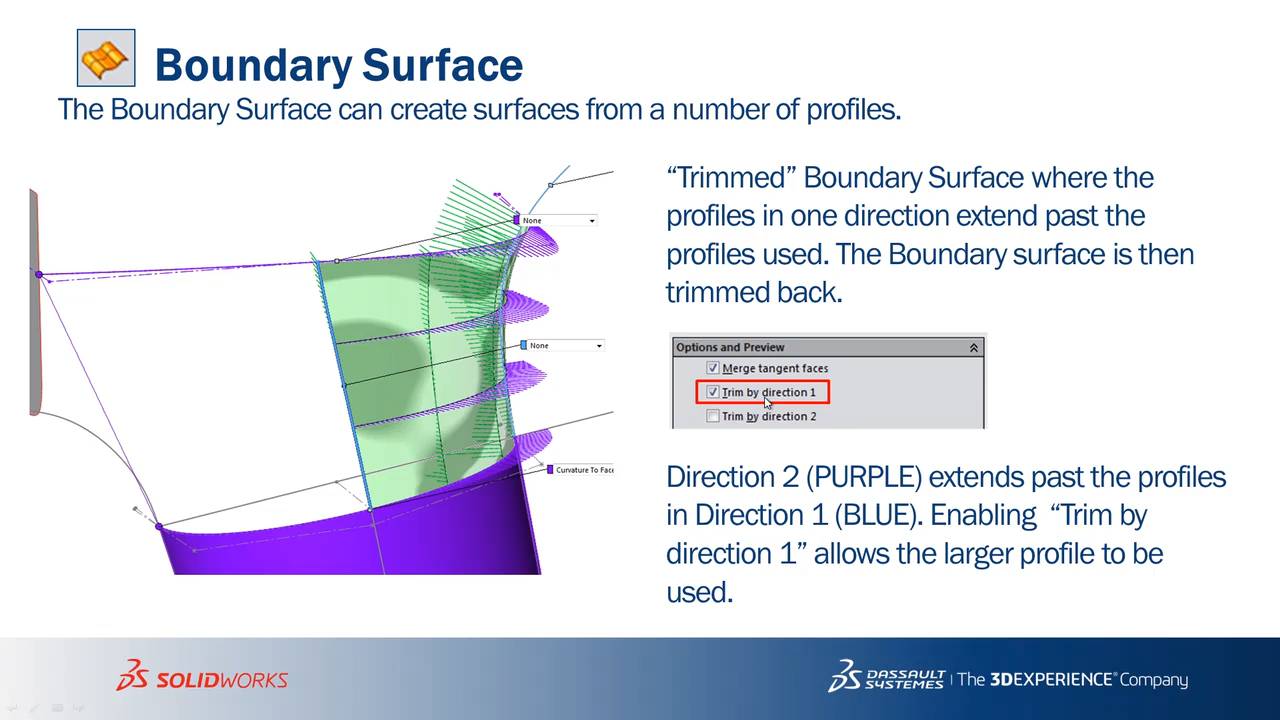 Boundary Surface
The Boundary Surface can create surfaces from a number of profiles.
None
None
Curvature To Face
“Trimmed” Boundary Surface where the
profiles in one direction extend past the
profiles used. The Boundary surface is then
trimmed back.
Options and Preview
Merge tangent faces
Trim by direction 1
Trim by direction 2
Direction 2 (PURPLE) extends past the profiles
in Direction 1 (BLUE). Enabling “Trim by
direction 1” allows the larger profile to be
used.
SOLIDWORKS
DASSAULT
SYSTEMES
The 3DEXPERIENCE® Company